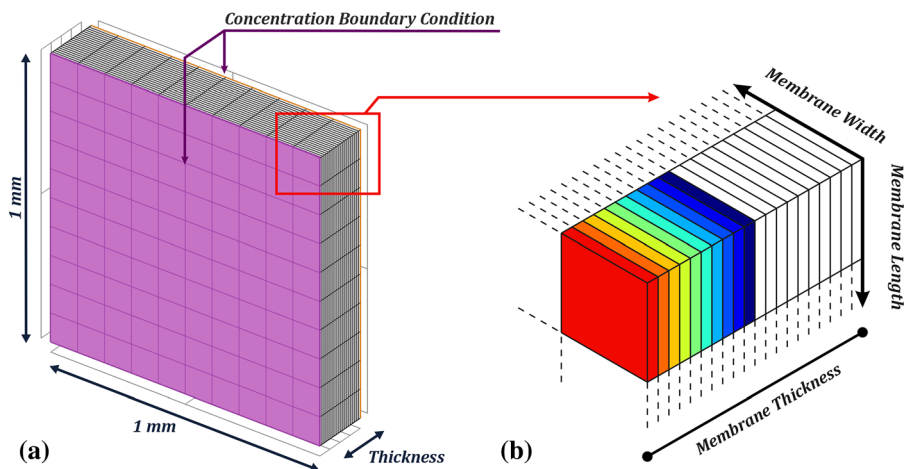 Concentration Boundary Condition
1 mm
1 mm
Thickness
(a)
Membrane Width
Membrane Length
Membrane Thickness
(b)